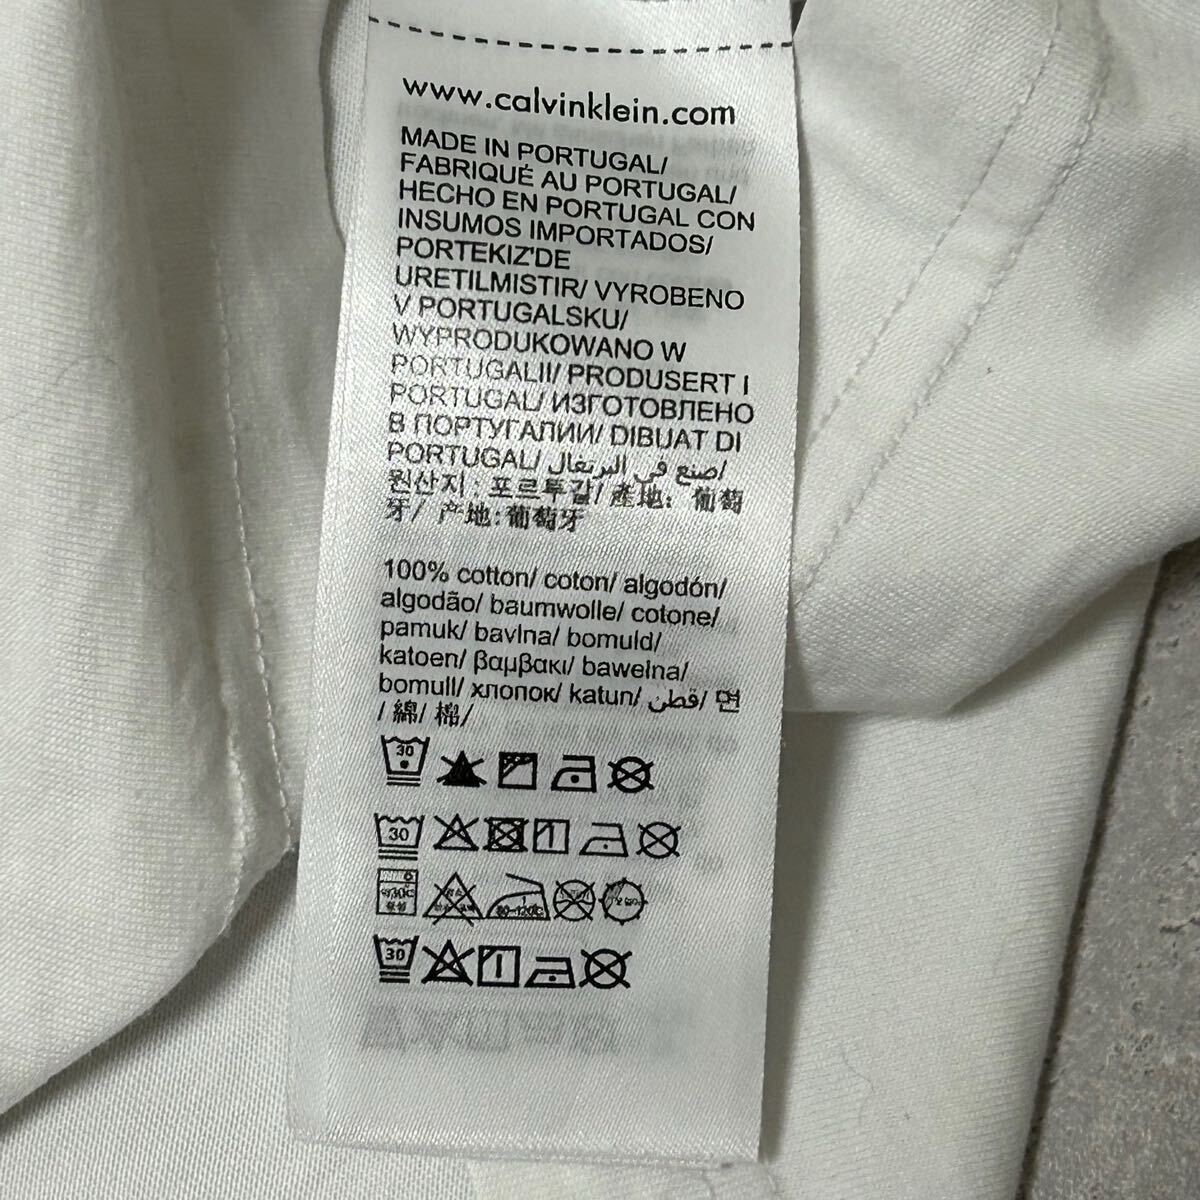 www.calvinklein.com
MADE IN PORTUGAL/
FABRIQUÉ AU PORTUGAL/
HECHO EN PORTUGAL CON
INSUMOS IMPORTADOS/
PORTEKIZ'DE
URETILMISTIR/ VYROBENO
V PORTUGALSKU/
WYPRODUKOWANO W
PORTUGALII/ PRODUSERT I
PORTUGAL/ ИЗГОТОВЛЕНО
В ПОРТУГАЛИИ/ DIBUAT DI
PORTUGAL/ صنع في البرتغال/
원산지 : 포르투갈/ 產地: 葡萄
牙/ 产地:葡萄牙
100% cotton/ coton/ algodón/
algodão/ baumwolle/ cotone/
pamuk/ bavlna/ bomuld/
katoen/ βαμβακι/ bawełna/
bomull/ хлопок/ katun/ قطن/ 면
/ 綿/ 棉/
30
30
80~120℃
30